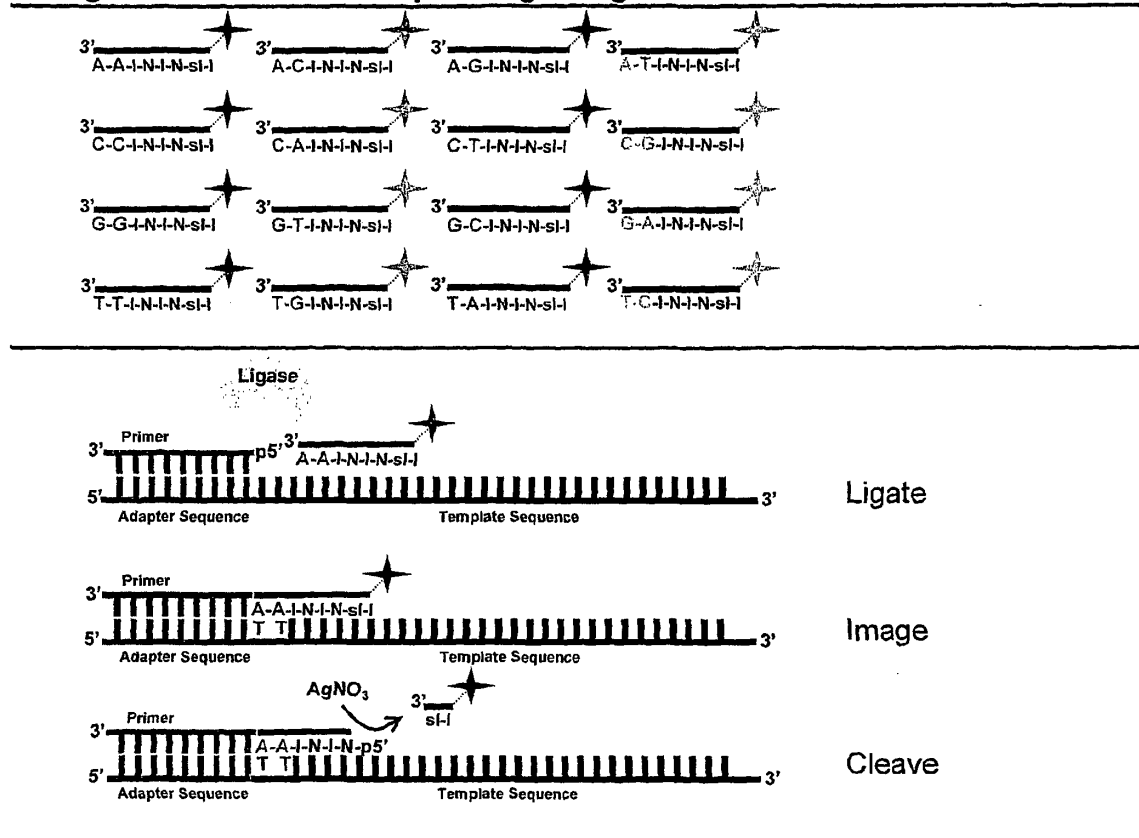 3' 3' 3' 3'
A-A-I-N-I-N-sI-I A-C-I-N-I-N-sI-I A-G-I-N-I-N-sI-I A-T-I-N-I-N-sI-I
3' 3' 3' 3'
C-C-I-N-I-N-sI-I C-A-I-N-I-N-sI-I C-T-I-N-I-N-sI-I C-G-I-N-I-N-sI-I
3' 3' 3' 3'
G-G-I-N-I-N-sI-I G-T-I-N-I-N-sI-I G-C-I-N-I-N-sI-I G-A-I-N-I-N-sI-I
3' 3' 3' 3'
T-T-I-N-I-N-sI-I T-G-I-N-I-N-sI-I T-A-I-N-I-N-sI-I T-C-I-N-I-N-sI-I
Ligase
Primer
3' p5' 3'
A-A-I-N-I-N-sI-I
5' 3' Ligate
Adapter Sequence Template Sequence
Primer
3'
A-A-I-N-I-N-sI-I
T T
5' 3' Image
Adapter Sequence Template Sequence
AgNO3 3'
sI-I
Primer
3'
A-A-I-N-I-N-p5'
T T
5' 3' Cleave
Adapter Sequence Template Sequence